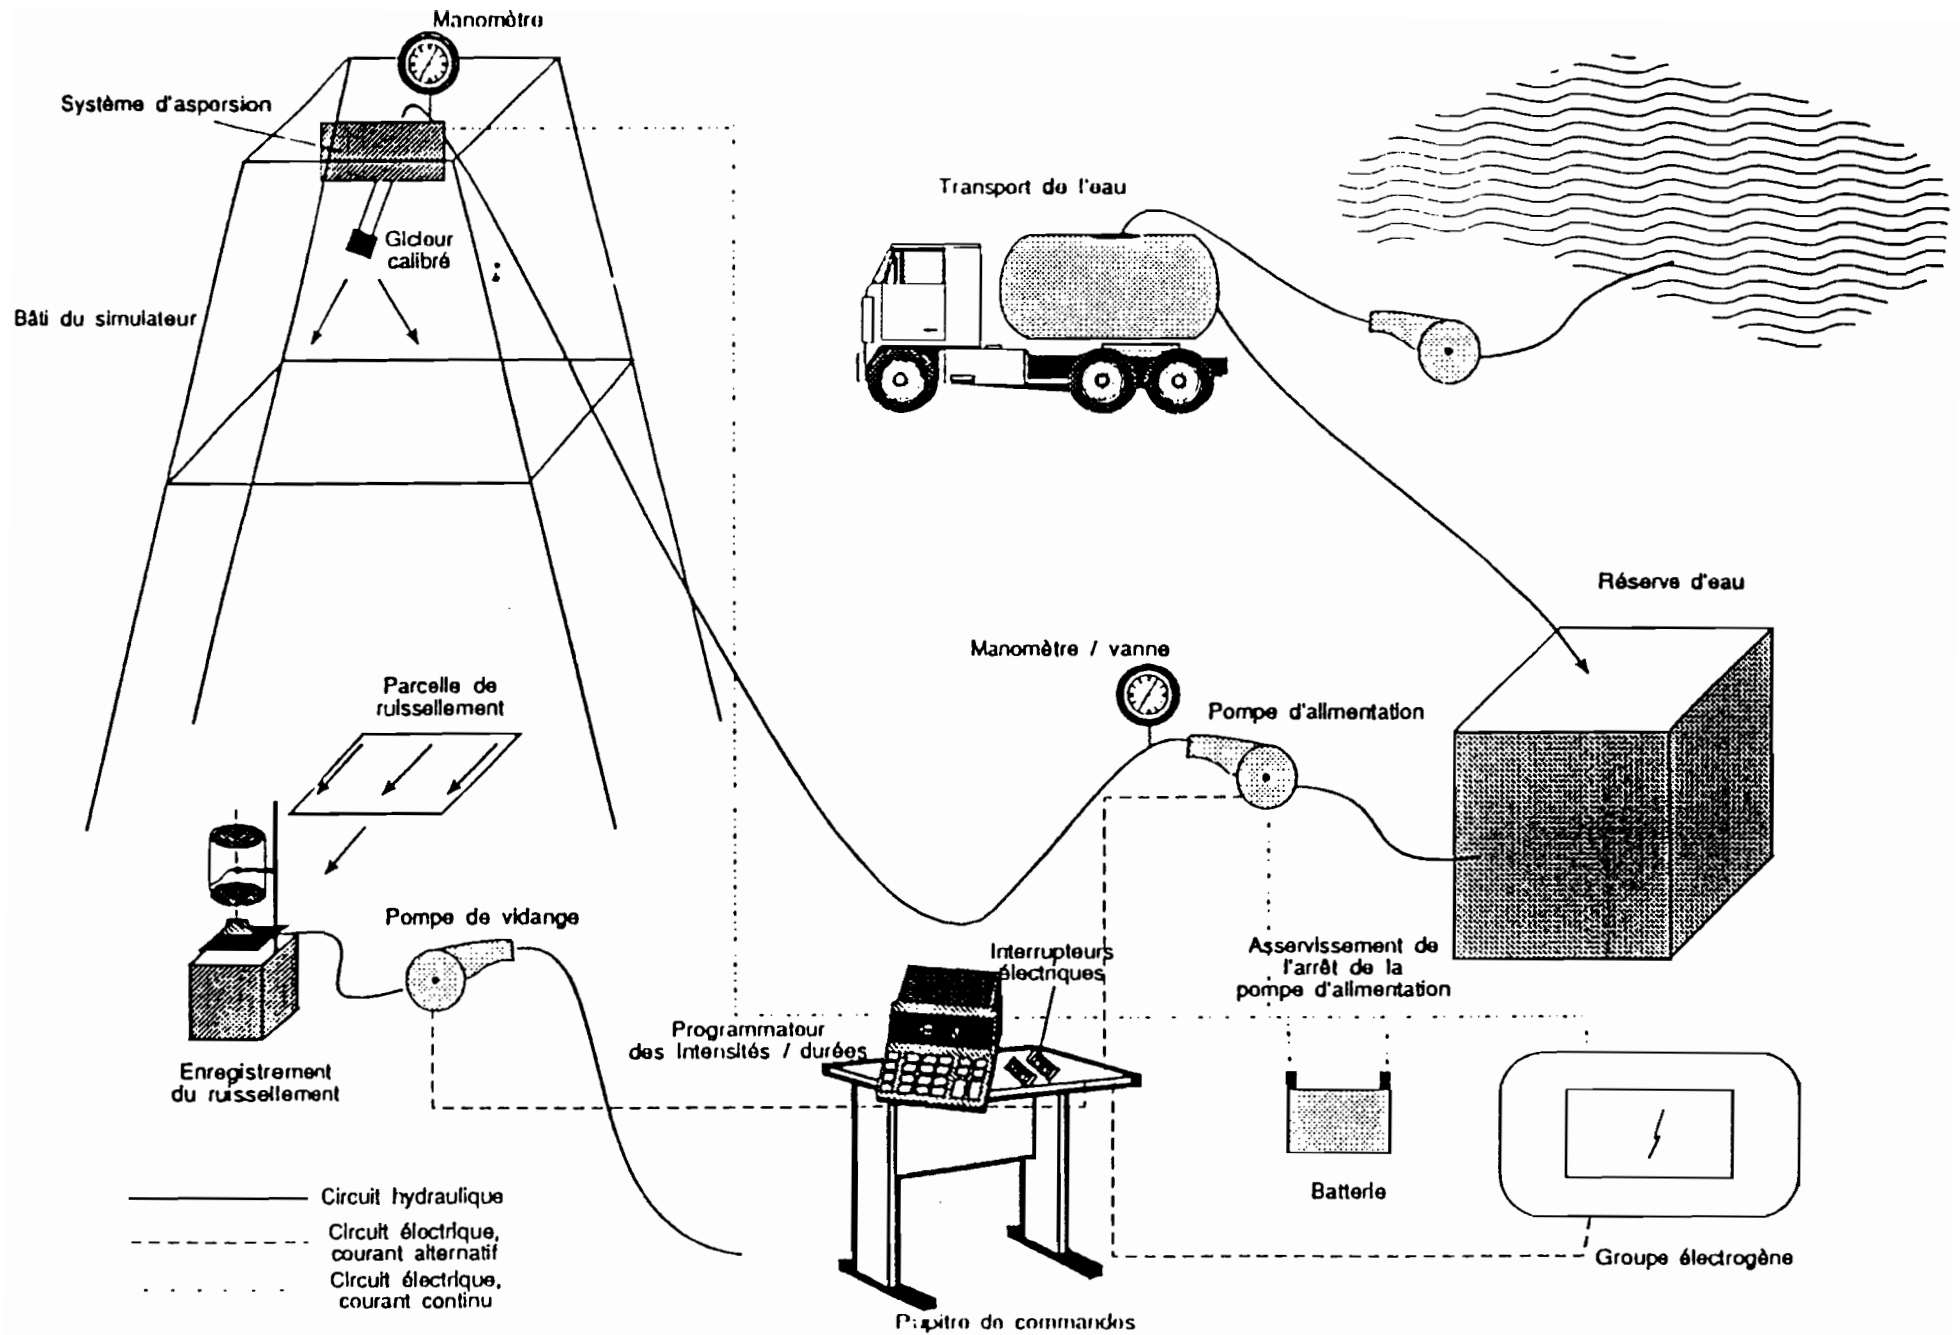 Manomètre
Système d'aspersion
Gicleur
calibré
Bâti du simulateur
Transport de l'eau
Réserve d'eau
Manomètre / vanne
Pompe d'alimentation
Parcelle de
ruissellement
Pompe de vidange
Interrupteurs
électriques
Asservissement de
l'arrêt de la
pompe d'alimentation
Programmateur
des intensités / durées
Enregistrement
du ruissellement
Batterie
Groupe électrogène
Circuit hydraulique
Circuit électrique,
courant alternatif
Circuit électrique,
courant continu
Pupitre de commandes